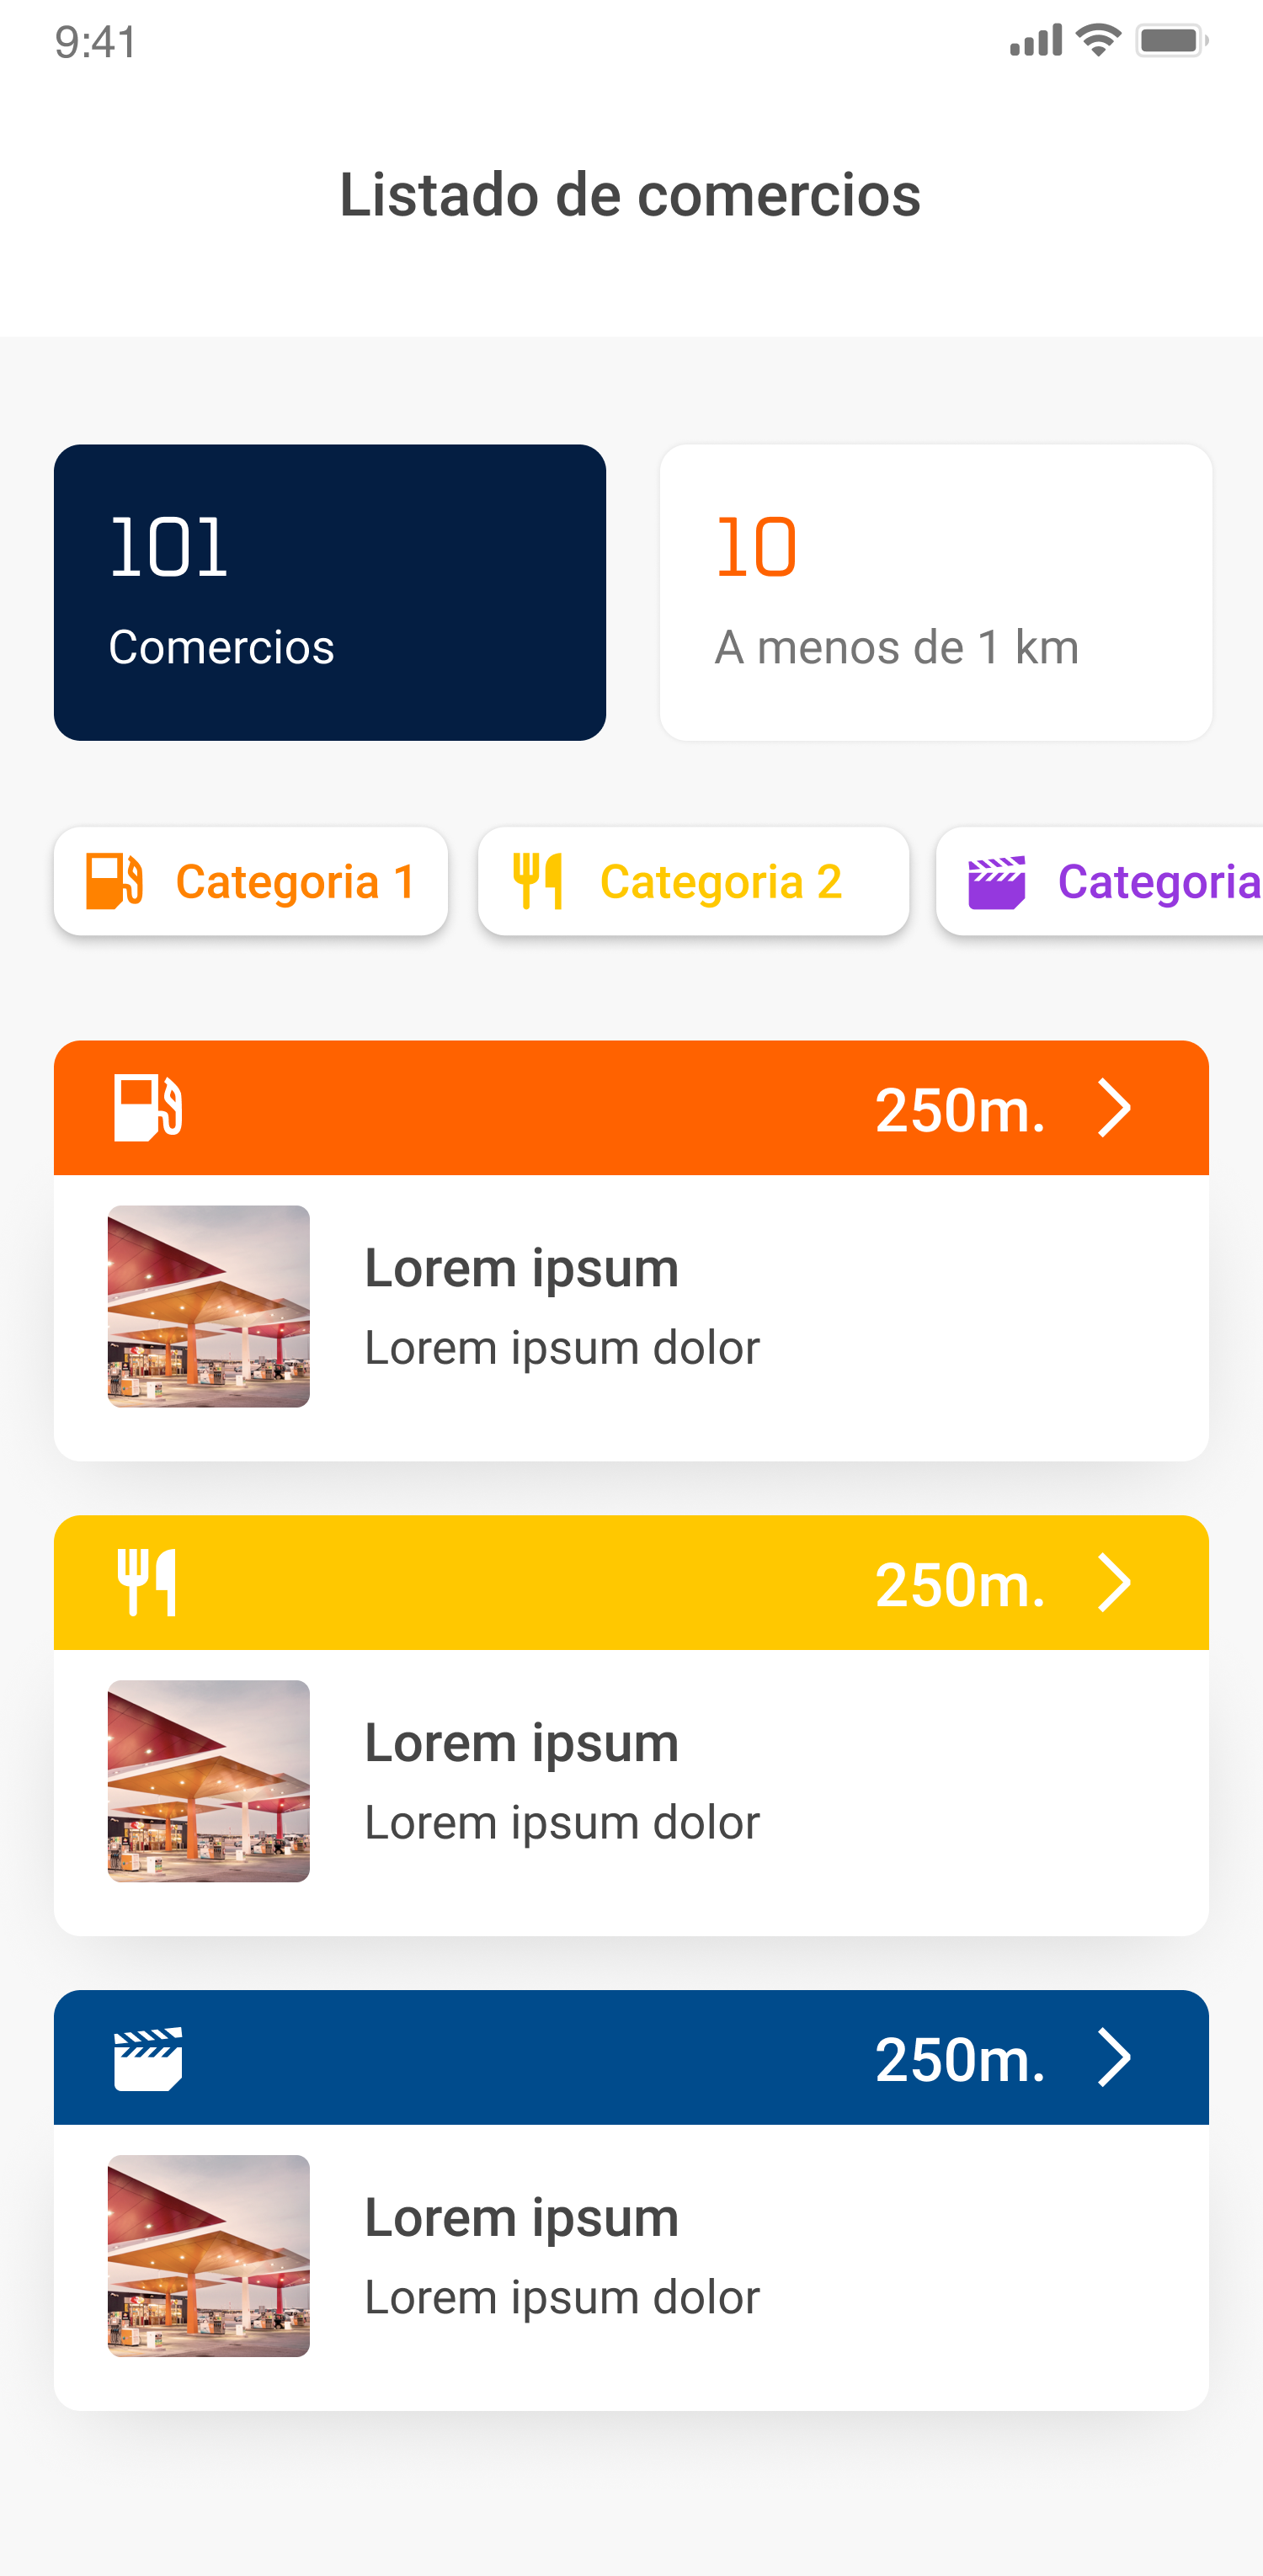 9:41
Listado de comercios
101
Comercios
10
A menos de 1 km
Categoria 1
Categoria 2
Categoria
250m.
Lorem ipsum
Lorem ipsum dolor
250m.
Lorem ipsum
Lorem ipsum dolor
250m.
Lorem ipsum
Lorem ipsum dolor